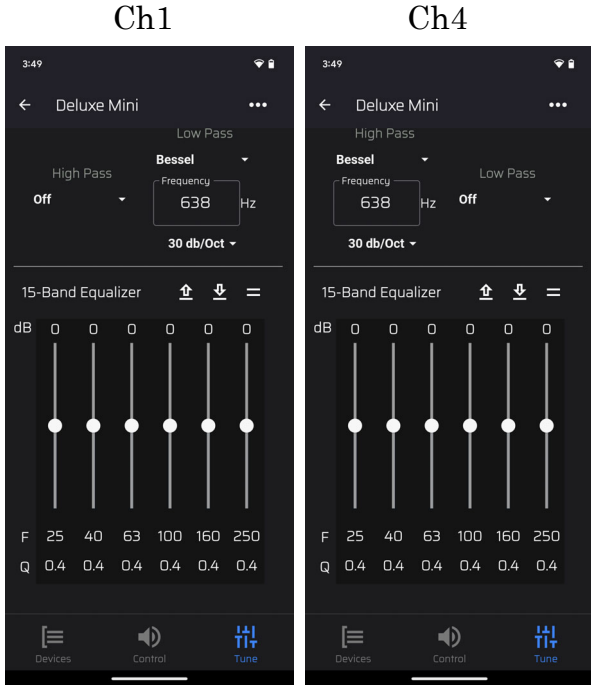 Ch1
3:49
Deluxe Mini
Low Pass
Bessel
High Pass
Frequency
Off
638 Hz
30 db/Oct
15-Band Equalizer
dB 0 0 0 0 0 0
F 25 40 63 100 160 250
Q 0.4 0.4 0.4 0.4 0.4 0.4
Devices Control Tune
Ch4
3:49
Deluxe Mini
High Pass
Bessel
Low Pass
Frequency
638 Hz
Off
30 db/Oct
15-Band Equalizer
dB 0 0 0 0 0 0
F 25 40 63 100 160 250
Q 0.4 0.4 0.4 0.4 0.4 0.4
Devices Control Tune